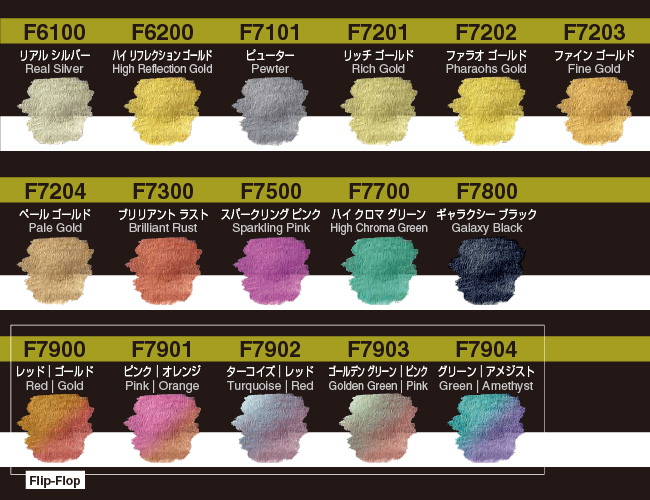 F6100 F6200 F7101 F7201 F7202 F7203
リアル シルバー ハイ リフレクション ゴールド ピューター リッチ ゴールド ファラオ ゴールド ファイン ゴールド
Real Silver High Reflection Gold Pewter Rich Gold Pharaohs Gold Fine Gold
F7204 F7300 F7500 F7700 F7800
ペール ゴールド ブリリアント ラスト スパークリング ピンク ハイ クロマ グリーン ギャラクシー ブラック
Pale Gold Brilliant Rust Sparkling Pink High Chroma Green Galaxy Black
F7900 F7901 F7902 F7903 F7904
レッド | ゴールド ピンク | オレンジ ターコイズ | レッド ゴールデン グリーン | ピンク グリーン | アメジスト
Red | Gold Pink | Orange Turquoise | Red Golden Green | Pink Green | Amethyst
Flip-Flop